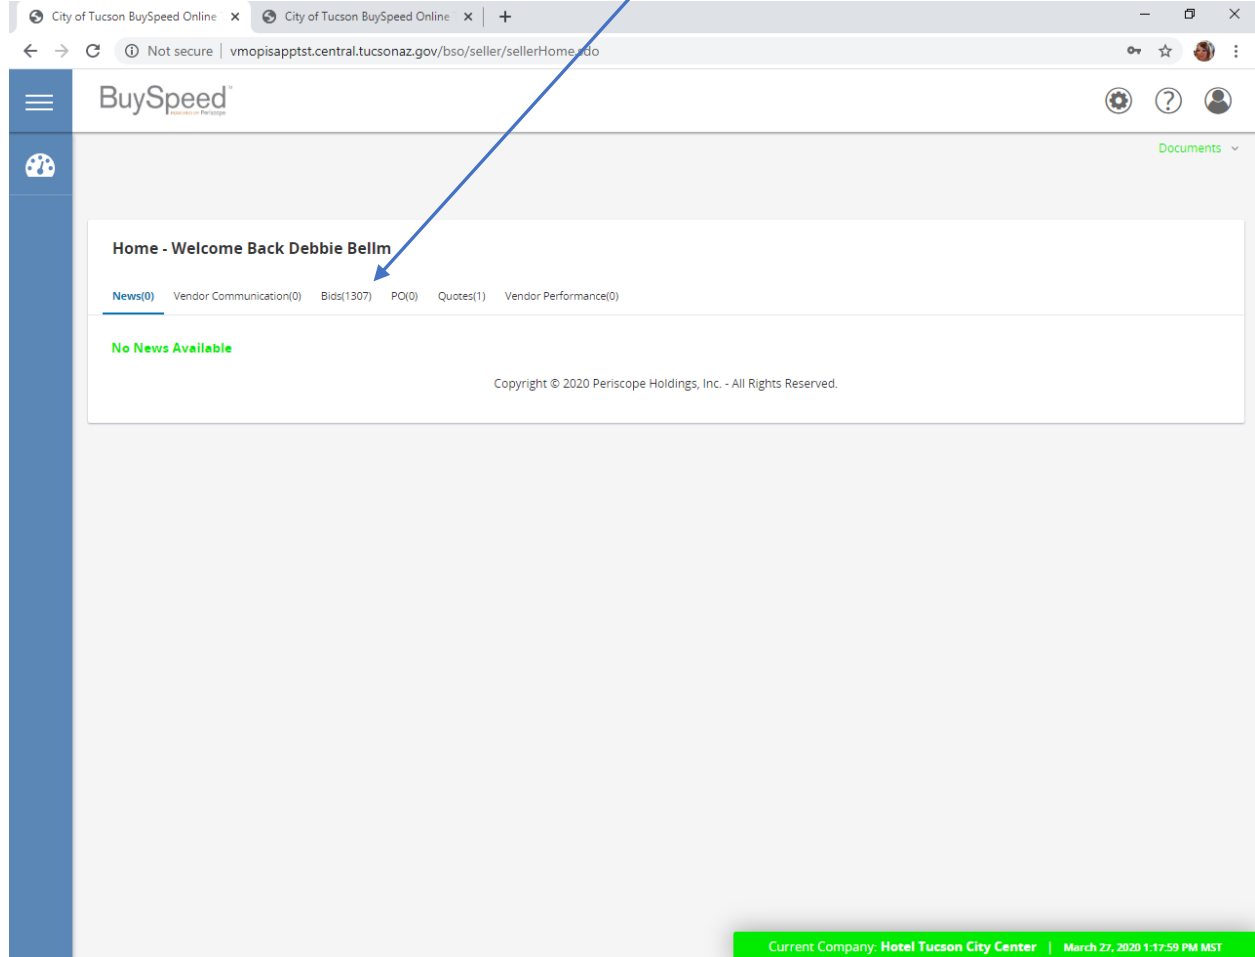 City of Tucson BuySpeed Online
City of Tucson BuySpeed Online
Not secure | vmopisapptst.central.tucsonaz.gov/bso/seller/sellerHome.sdo
BuySpeed™
Documents
Home - Welcome Back Debbie Bellm
News(0) Vendor Communication(0) Bids(1307) PO(0) Quotes(1) Vendor Performance(0)
No News Available
Copyright © 2020 Periscope Holdings, Inc. - All Rights Reserved.
Current Company: Hotel Tucson City Center | March 27, 2020 1:17:59 PM MST